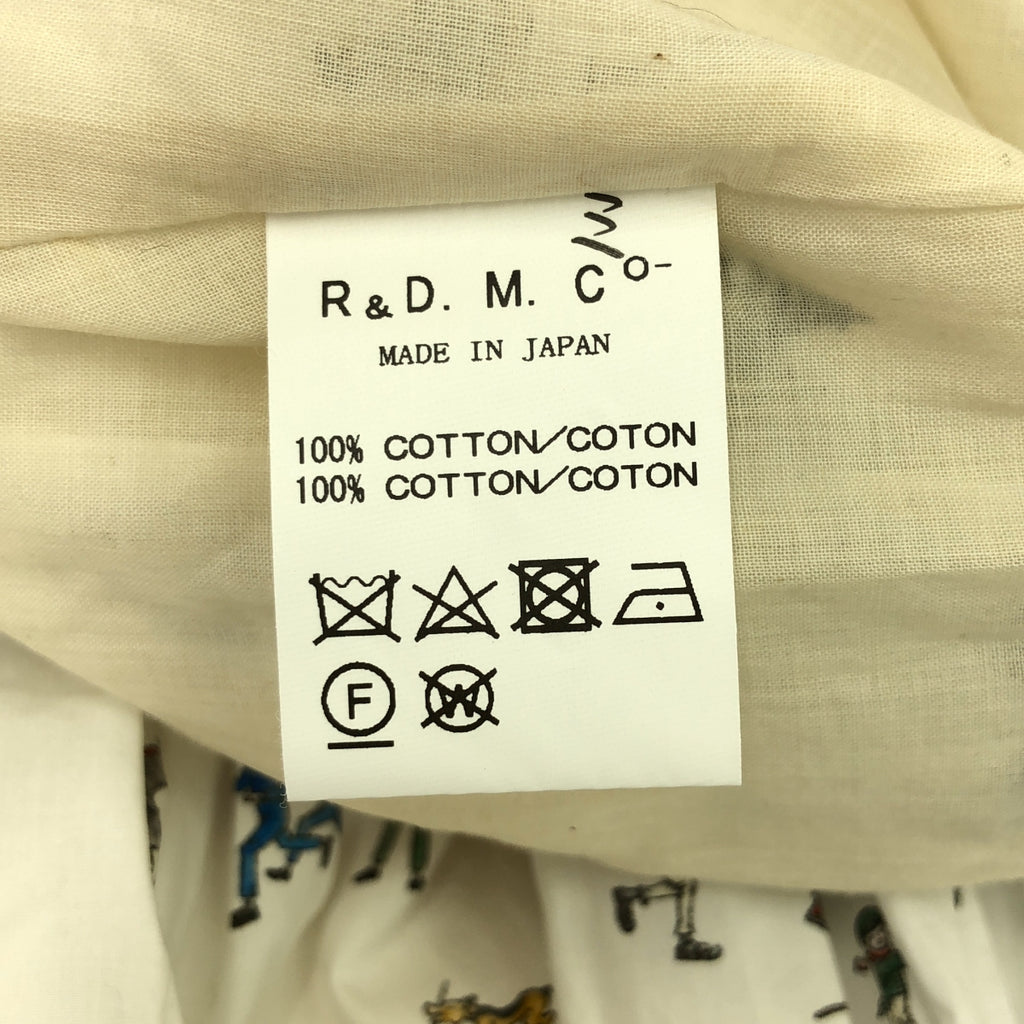 R & D. M. Co-
MADE IN JAPAN
100% COTTON/COTON
100% COTTON/COTON
F W